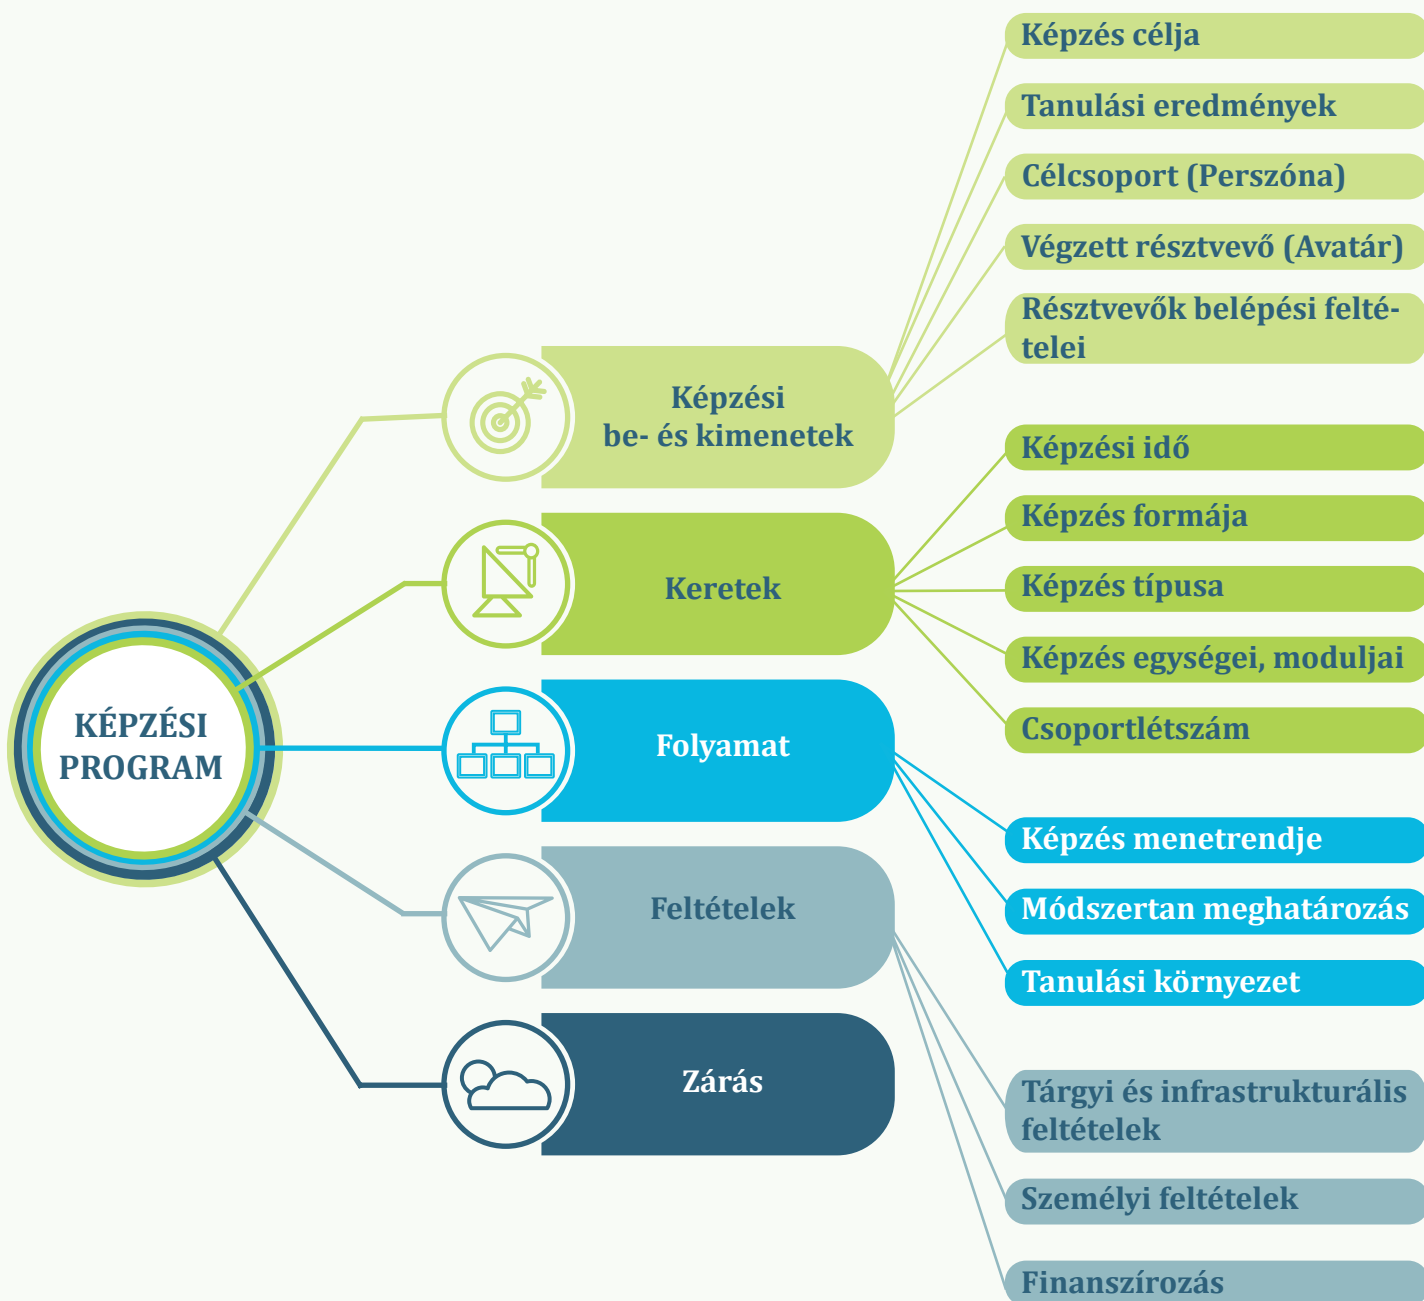 KÉPZÉSI
PROGRAM
Képzési
be- és kimenetek
Képzés célja
Tanulási eredmények
Célcsoport (Perszóna)
Végzett résztvevő (Avatár)
Résztvevők belépési felté-
telei
Keretek
Képzési idő
Képzés formája
Képzés típusa
Képzés egységei, moduljai
Csoportlétszám
Folyamat
Képzés menetrendje
Módszertan meghatározás
Tanulási környezet
Feltételek
Tárgyi és infrastrukturális
feltételek
Személyi feltételek
Finanszírozás
Zárás